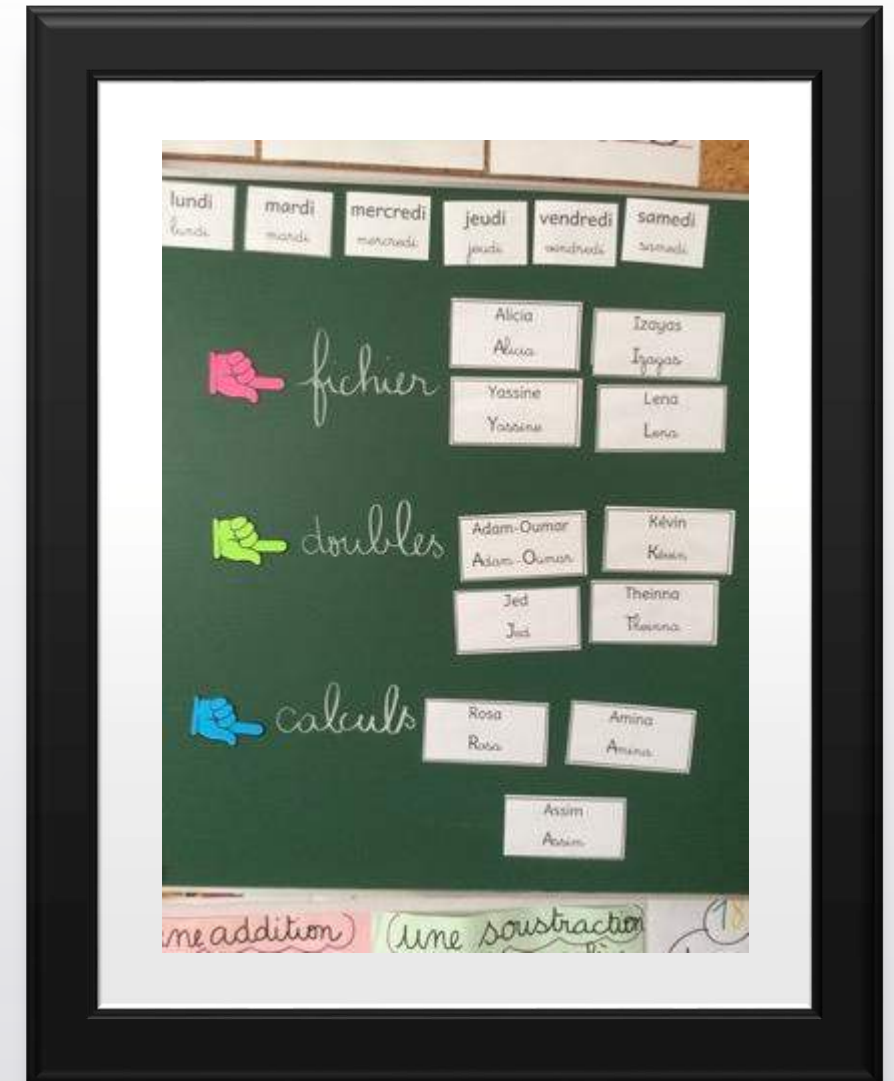 lundi mardi mercredi jeudi vendredi samedi
lundi mardi mercredi jeudi vendredi samedi
Alicia Izayas
fichier Alicia Izayas
Yassine Lena
Yassine Lena
Adam-Oumar Kévin
doubles Adam-Oumar Kévin
Jed Theinna
Jed Theinna
Rosa Amina
calculs Rosa Amina
Assim
Assim
ne addition une soustraction 18